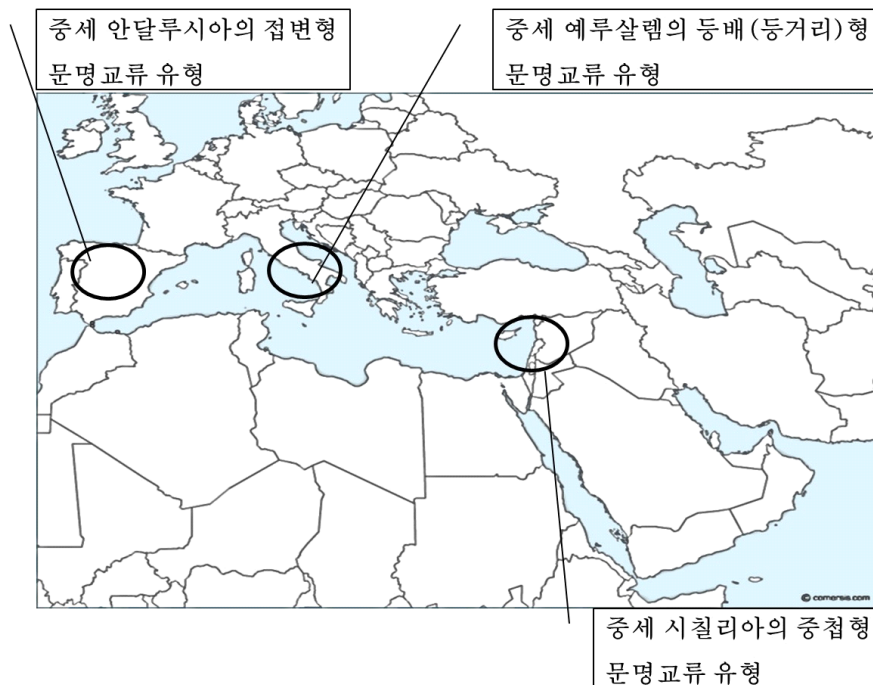 중세 안달루시아의 접변형
문명교류 유형
중세 예루살렘의 등배(등거리)형
문명교류 유형
© comersis.com
중세 시칠리아의 중첩형
문명교류 유형